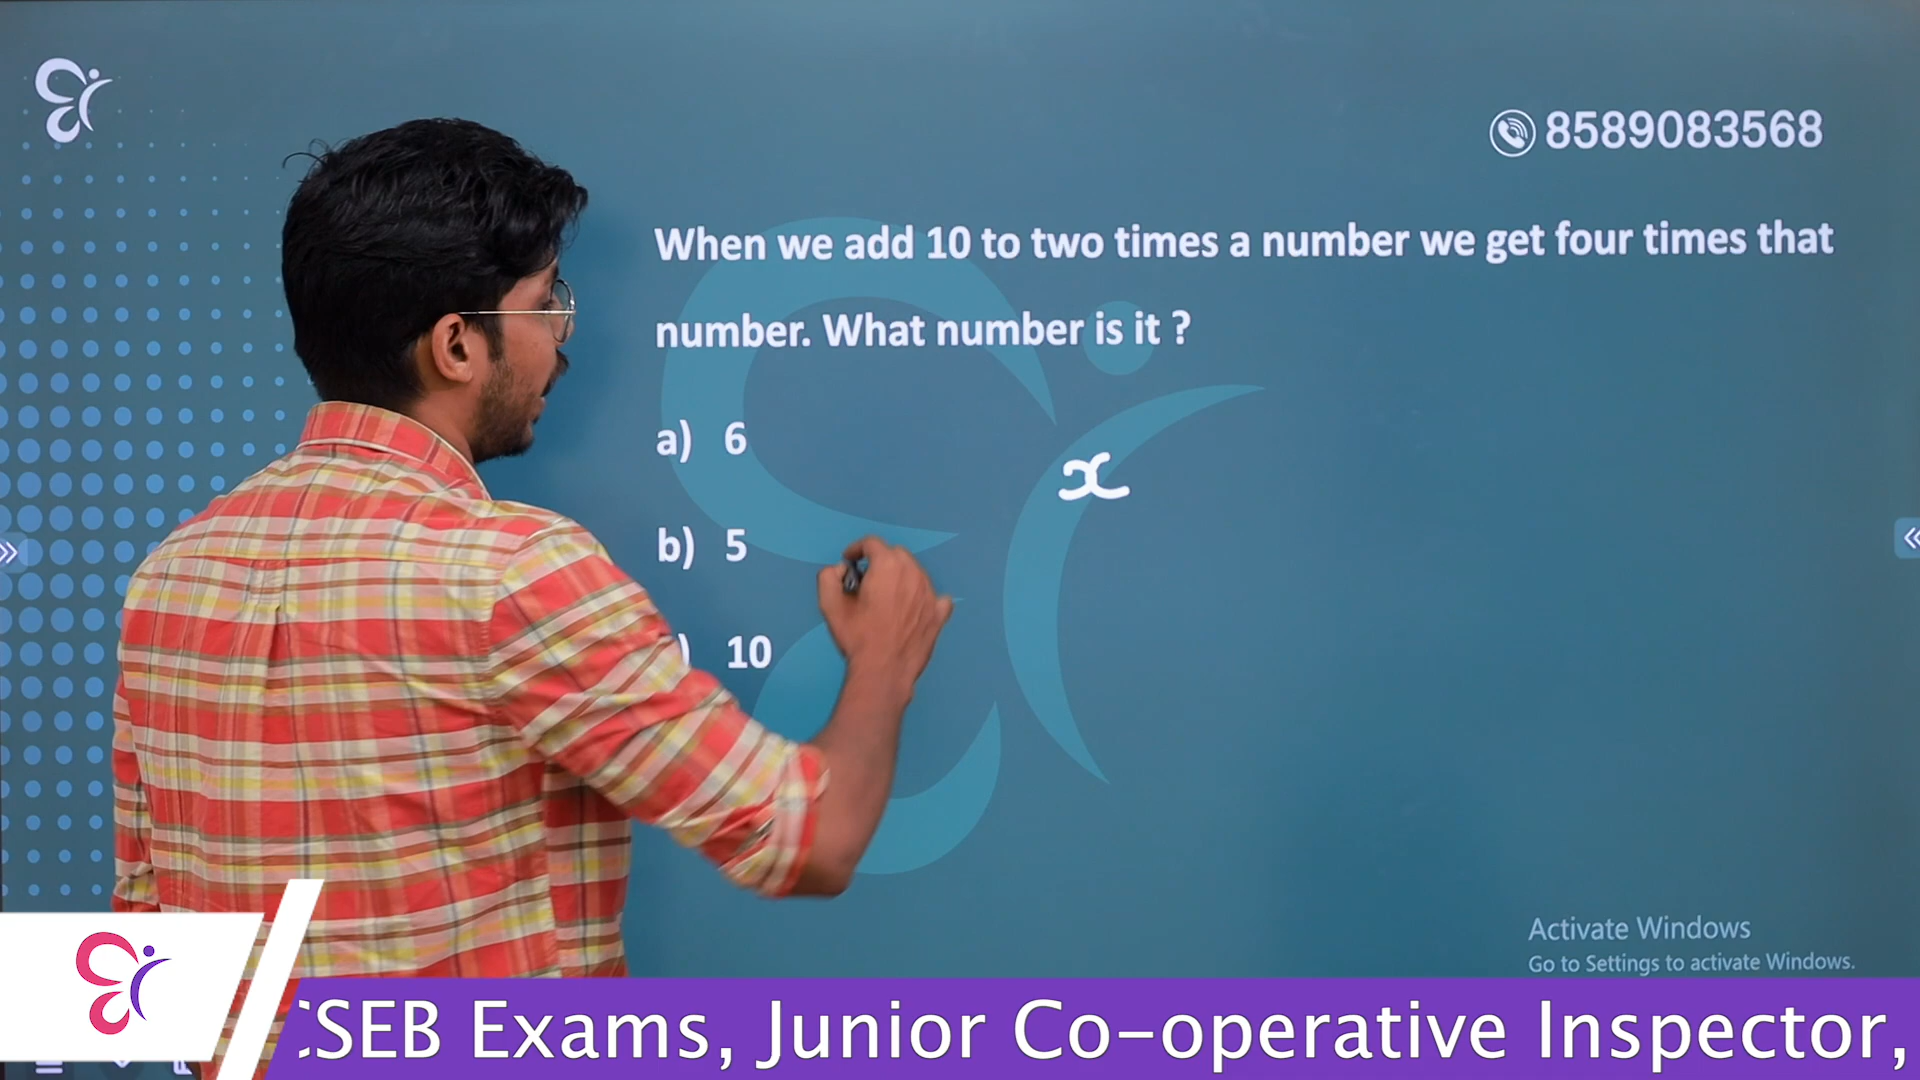 8589083568
When we add 10 to two times a number we get four times that
number. What number is it ?
a) 6
x
b) 5
) 10
Activate Windows
Go to Settings to activate Windows.
CSEB Exams, Junior Co-operative Inspector,